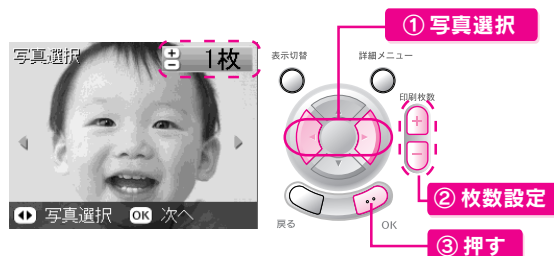 写真選択
1枚
写真選択 OK 次へ
① 写真選択
表示切替
詳細メニュー
印刷枚数
+
−
② 枚数設定
戻る
OK
③ 押す